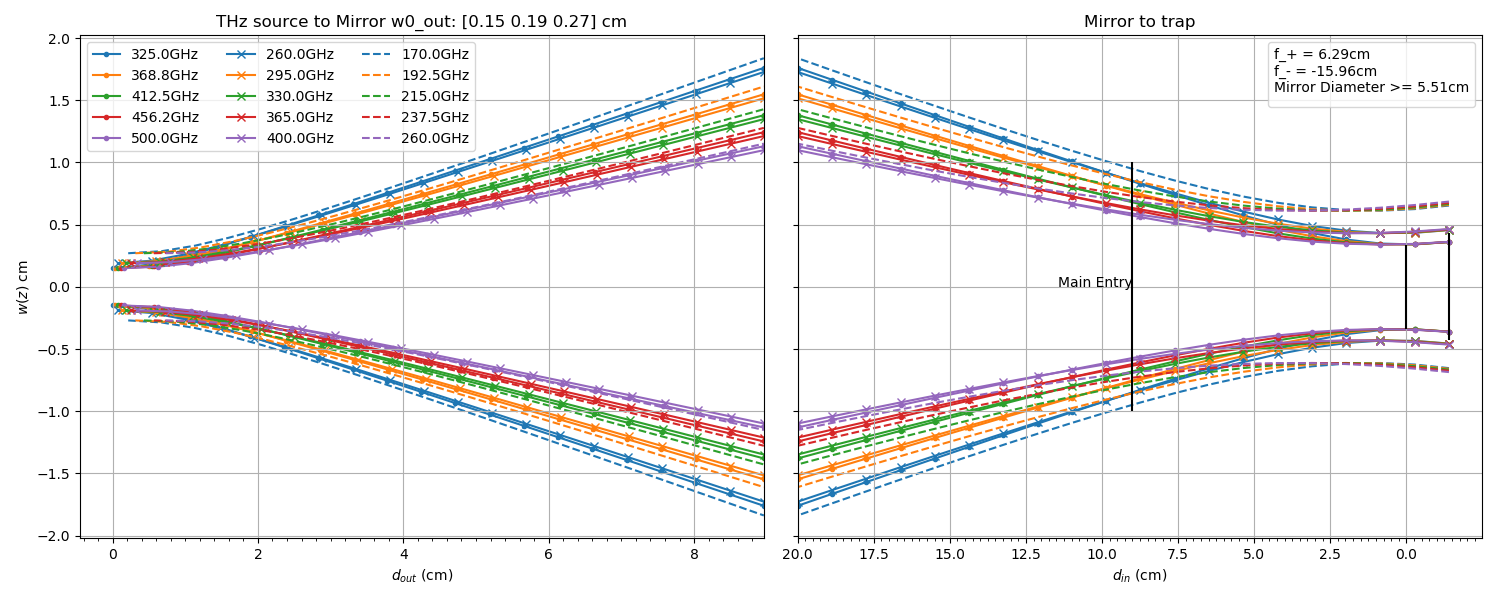 THz source to Mirror w0_out: [0.15 0.19 0.27] cm
325.0GHz 260.0GHz 170.0GHz
368.8GHz 295.0GHz 192.5GHz
412.5GHz 330.0GHz 215.0GHz
456.2GHz 365.0GHz 237.5GHz
500.0GHz 400.0GHz 260.0GHz
2.0
1.5
1.0
0.5
0.0
−0.5
−1.0
−1.5
−2.0
w(z) cm
0 2 4 6 8
d_out (cm)
Mirror to trap
f_+ = 6.29cm
f_- = -15.96cm
Mirror Diameter >= 5.51cm
Main Entry
20.0 17.5 15.0 12.5 10.0 7.5 5.0 2.5 0.0
d_in (cm)